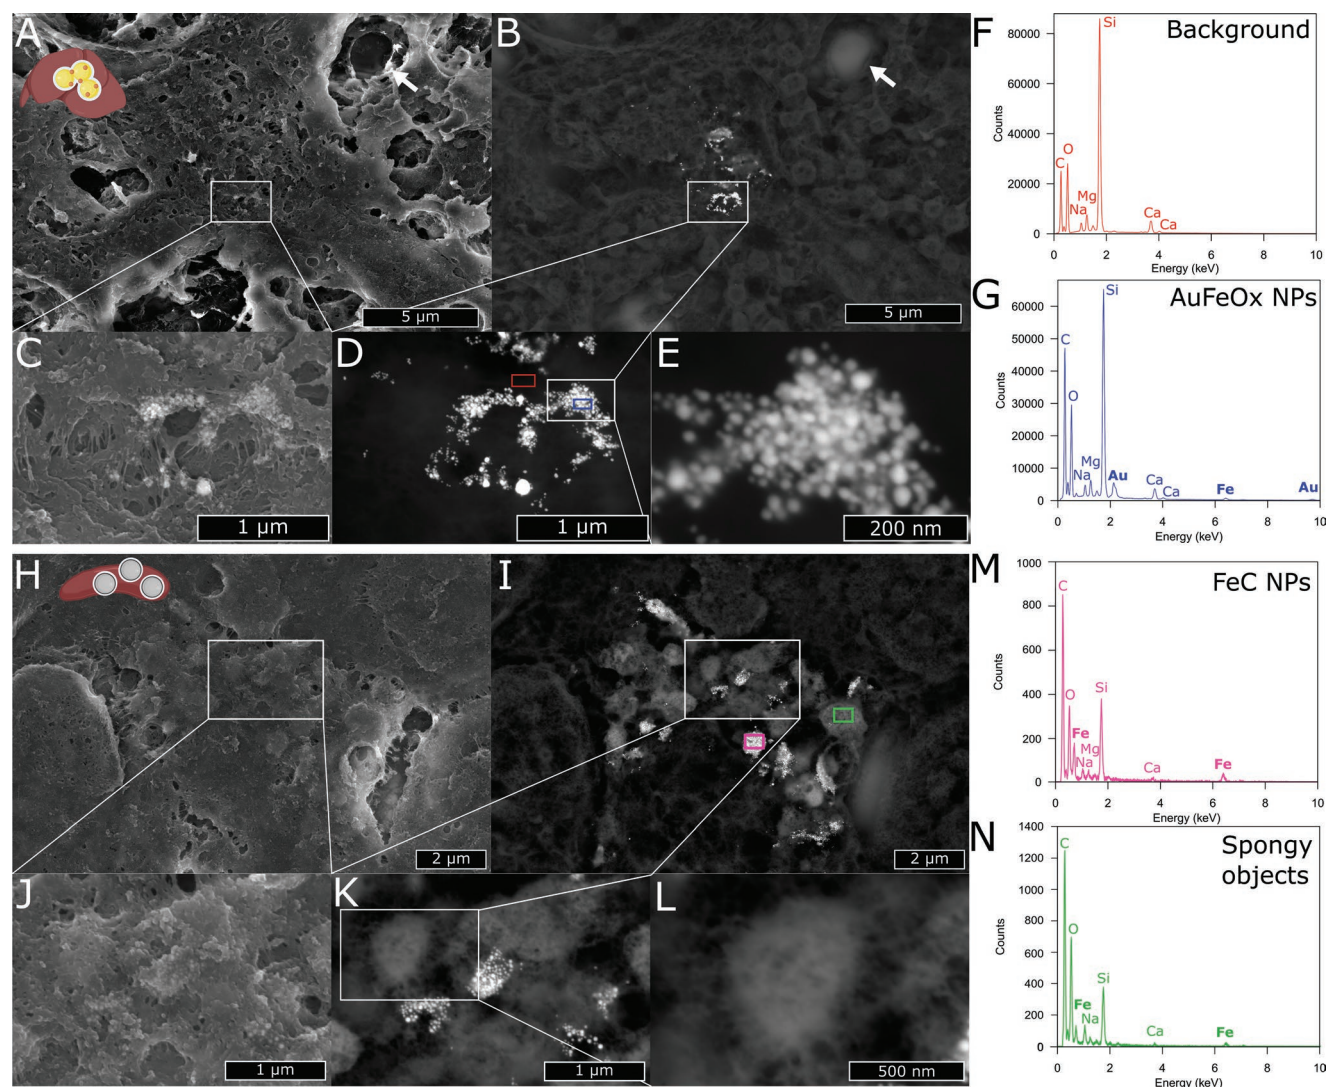 A
5 μm
B
5 μm
C
1 μm
D
1 μm
E
200 nm
F
Background
Counts
80000
60000
40000
20000
0
C
O
Na
Mg
Si
Ca
Ca
0 2 4 6 8 10
Energy (keV)
G
AuFeOx NPs
Counts
60000
50000
40000
30000
20000
10000
0
C
O
Na
Mg
Si
Au
Ca
Ca
Fe
Au
0 2 4 6 8 10
Energy (keV)
H
2 μm
I
2 μm
J
1 μm
K
1 μm
L
500 nm
M
FeC NPs
Counts
1000
800
600
400
200
0
C
O
Fe
Na
Mg
Si
Ca
Fe
0 2 4 6 8 10
Energy (keV)
N
Spongy
objects
Counts
1400
1200
1000
800
600
400
200
0
C
O
Fe
Na
Si
Ca
Fe
0 2 4 6 8 10
Energy (keV)